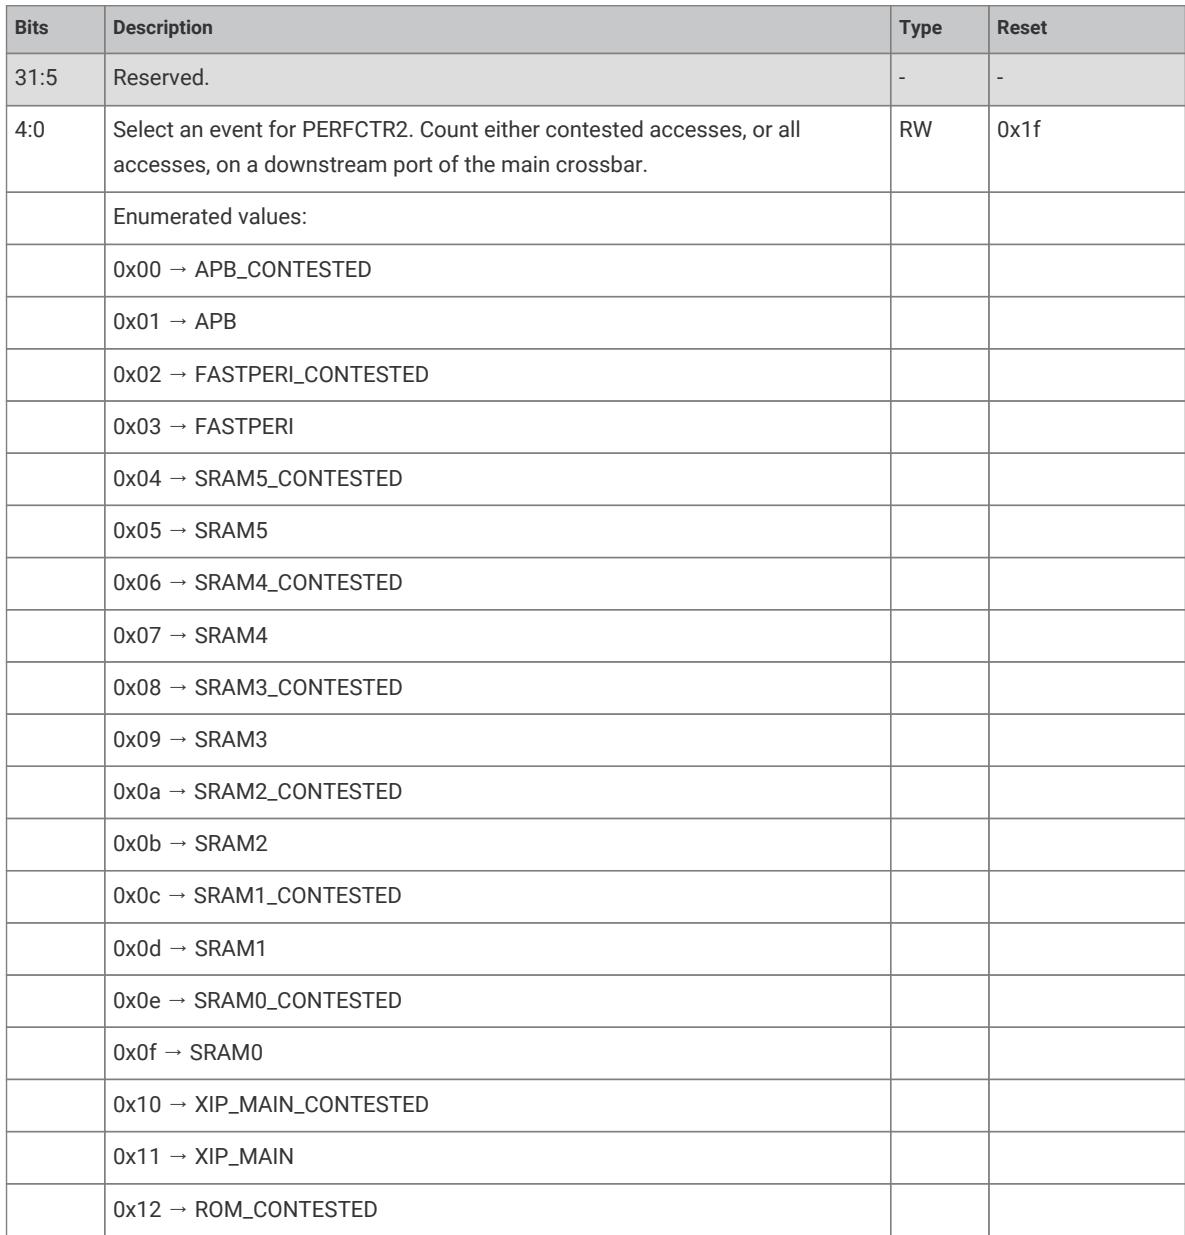 Bits Description Type Reset
31:5 Reserved. - -
4:0 Select an event for PERFCTR2. Count either contested accesses, or all RW 0x1f
accesses, on a downstream port of the main crossbar.
Enumerated values:
0x00 → APB_CONTESTED
0x01 → APB
0x02 → FASTPERI_CONTESTED
0x03 → FASTPERI
0x04 → SRAM5_CONTESTED
0x05 → SRAM5
0x06 → SRAM4_CONTESTED
0x07 → SRAM4
0x08 → SRAM3_CONTESTED
0x09 → SRAM3
0x0a → SRAM2_CONTESTED
0x0b → SRAM2
0x0c → SRAM1_CONTESTED
0x0d → SRAM1
0x0e → SRAM0_CONTESTED
0x0f → SRAM0
0x10 → XIP_MAIN_CONTESTED
0x11 → XIP_MAIN
0x12 → ROM_CONTESTED